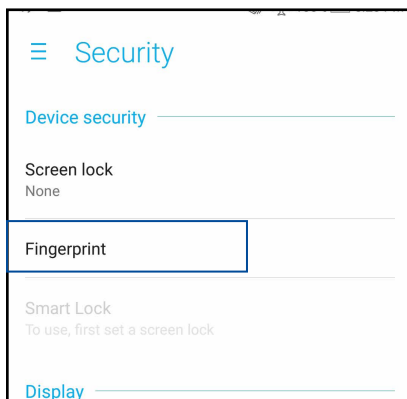 Security
Device security
Screen lock
None
Fingerprint
Smart Lock
To use, first set a screen lock
Display